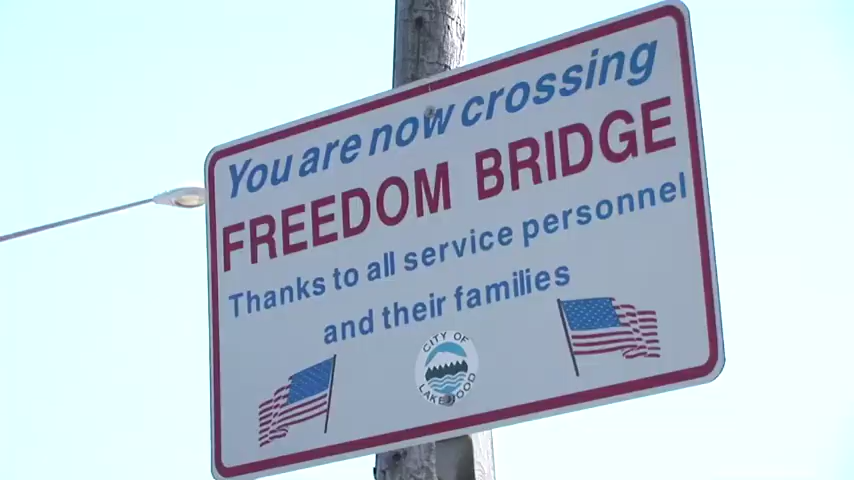 You are now crossing
FREEDOM BRIDGE
Thanks to all service personnel
and their families
CITY OF
LAKEWOOD